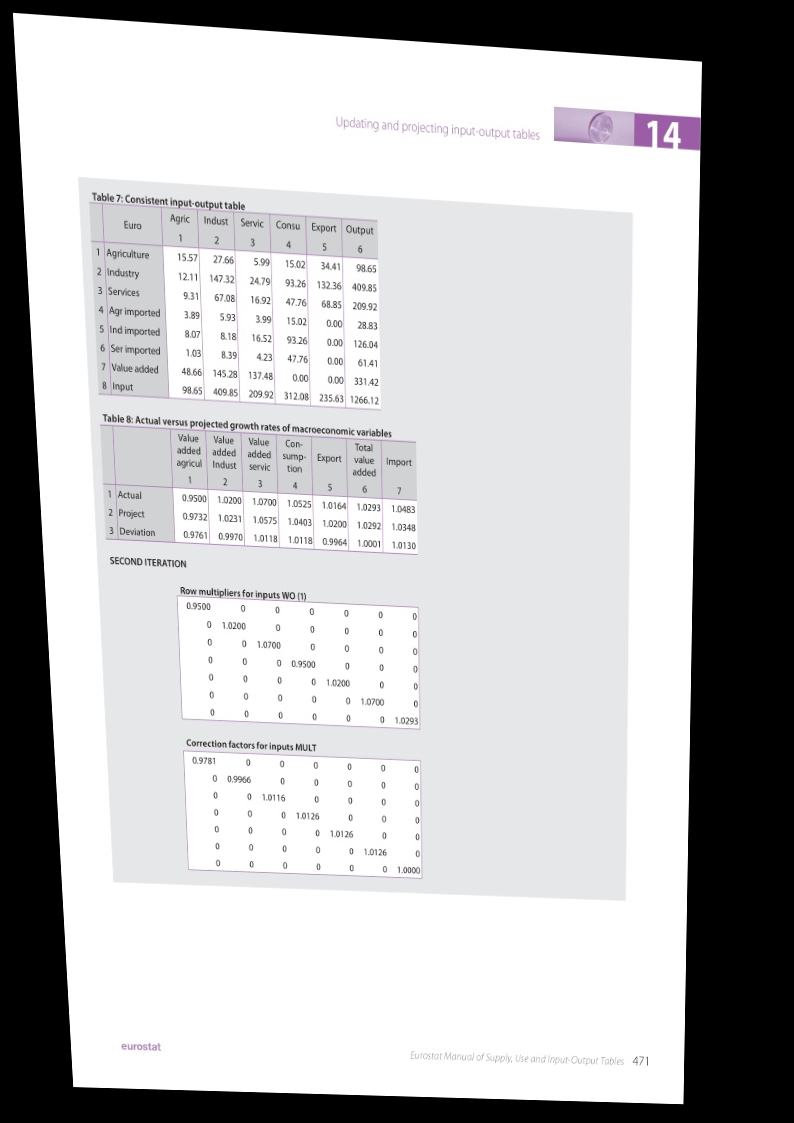 Updating and projecting input-output tables 14
Table 7: Consistent input-output table
Euro Agric Indust Servic Consu Export Output
1 2 3 4 5 6
1 Agriculture 15.57 27.66 5.99 15.02 34.41 98.65
2 Industry 12.11 147.32 24.79 93.26 132.36 409.85
3 Services 9.31 67.08 16.92 47.76 68.85 209.92
4 Agr imported 3.89 5.93 3.99 15.02 0.00 28.83
5 Ind imported 8.07 8.18 16.52 93.26 0.00 126.04
6 Ser imported 1.03 8.39 4.23 47.76 0.00 61.41
7 Value added 48.66 145.28 137.48 0.00 0.00 331.42
8 Input 98.65 409.85 209.92 312.08 235.63 1266.12
Table 8: Actual versus projected growth rates of macroeconomic variables
Value Value Value Con- Total
added added added sump- Export value Import
agricul Indust servic tion added
1 2 3 4 5 6 7
1 Actual 0.9500 1.0200 1.0700 1.0525 1.0164 1.0293 1.0483
2 Project 0.9732 1.0231 1.0575 1.0403 1.0200 1.0292 1.0348
3 Deviation 0.9761 0.9970 1.0118 1.0118 0.9964 1.0001 1.0130
SECOND ITERATION
Row multipliers for inputs WO (1)
0.9500 0 0 0 0 0 0
0 1.0200 0 0 0 0 0
0 0 1.0700 0 0 0 0
0 0 0 0.9500 0 0 0
0 0 0 0 1.0200 0 0
0 0 0 0 0 1.0700 0
0 0 0 0 0 0 1.0293
Correction factors for inputs MULT
0.9781 0 0 0 0 0 0
0 0.9966 0 0 0 0 0
0 0 1.0116 0 0 0 0
0 0 0 1.0126 0 0 0
0 0 0 0 1.0126 0 0
0 0 0 0 0 1.0126 0
0 0 0 0 0 0 1.0000
eurostat
Eurostat Manual of Supply, Use and Input-Output Tables 471